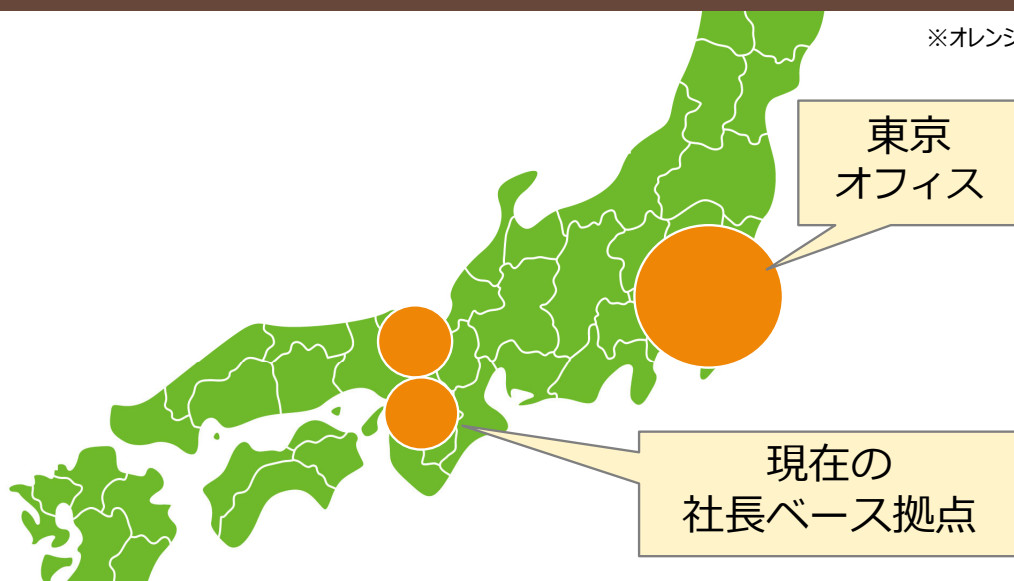 ※オレンジ
東京
オフィス
現在の
社長ベース拠点